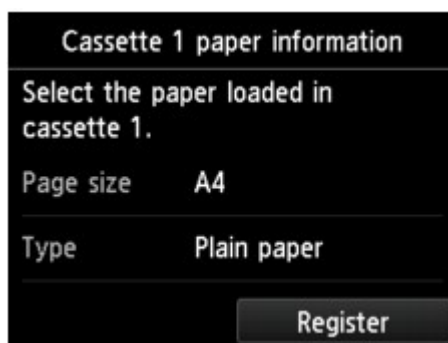 Cassette 1 paper information
Select the paper loaded in
cassette 1.
Page size A4
Type Plain paper
Register